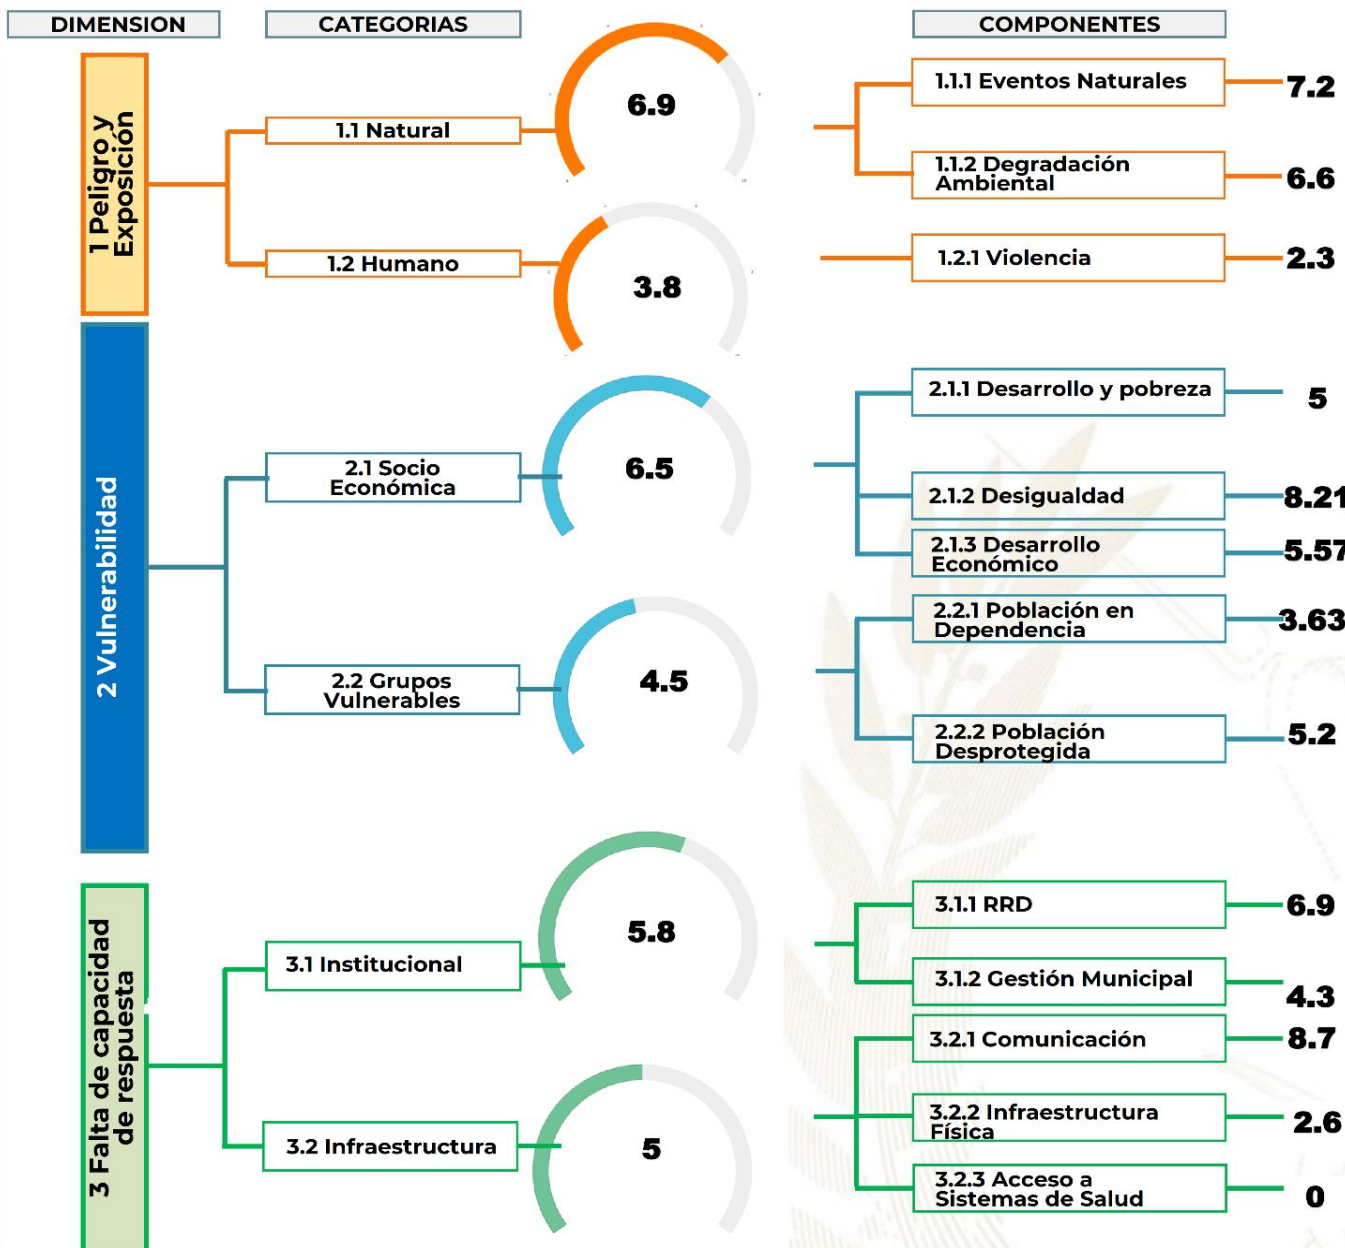 DIMENSION
CATEGORIAS
COMPONENTES
1 Peligro y
Exposición
1.1 Natural
6.9
1.1.1 Eventos Naturales
7.2
1.1.2 Degradación
Ambiental
6.6
1.2 Humano
3.8
1.2.1 Violencia
2.3
2 Vulnerabilidad
2.1 Socio
Económica
6.5
2.1.1 Desarrollo y pobreza
5
2.1.2 Desigualdad
8.21
2.1.3 Desarrollo
Económico
5.57
2.2 Grupos
Vulnerables
4.5
2.2.1 Población en
Dependencia
3.63
2.2.2 Población
Desprotegida
5.2
3 Falta de capacidad
de respuesta
3.1 Institucional
5.8
3.1.1 RRD
6.9
3.1.2 Gestión Municipal
4.3
3.2 Infraestructura
5
3.2.1 Comunicación
8.7
3.2.2 Infraestructura
Física
2.6
3.2.3 Acceso a
Sistemas de Salud
0